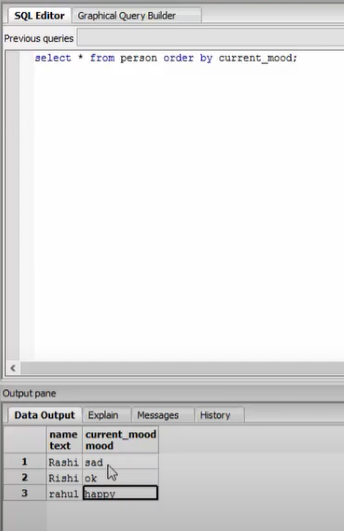 SQL Editor Graphical Query Builder
Previous queries
select * from person order by current_mood;
Output pane
Data Output Explain Messages History
name current_mood
text mood
1 Rashi sad
2 Rishi ok
3 rahul happy